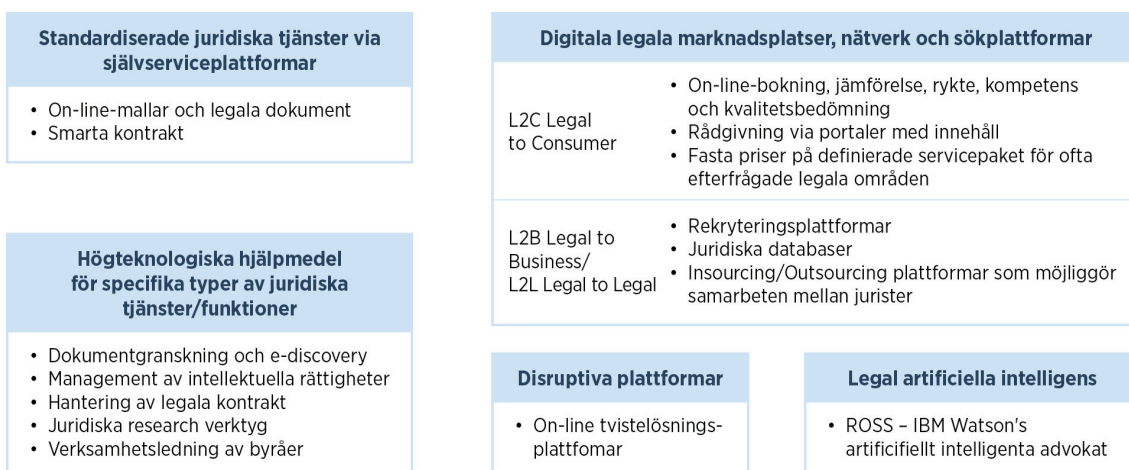 Standardiserade juridiska tjänster via
självserviceplattformar
• On-line-mallar och legala dokument
• Smarta kontrakt
Högteknologiska hjälpmedel
för specifika typer av juridiska
tjänster/funktioner
• Dokumentgranskning och e-discovery
• Management av intellektuella rättigheter
• Hantering av legala kontrakt
• Juridiska research verktyg
• Verksamhetsledning av byråer
Digitala legala marknadsplatser, nätverk och sökplattformar
L2C Legal
to Consumer
• On-line-bokning, jämförelse, rykte, kompetens
och kvalitetsbedömning
• Rådgivning via portaler med innehåll
• Fasta priser på definierade servicepaket för ofta
efterfrågade legala områden
L2B Legal to
Business/
L2L Legal to Legal
• Rekryteringsplattformar
• Juridiska databaser
• Insourcing/Outsourcing plattformar som möjliggör
samarbeten mellan jurister
Disruptiva plattformar
• On-line tvistelösnings-
plattfomar
Legal artificiella intelligens
• ROSS – IBM Watson's
artificifiellt intelligenta advokat